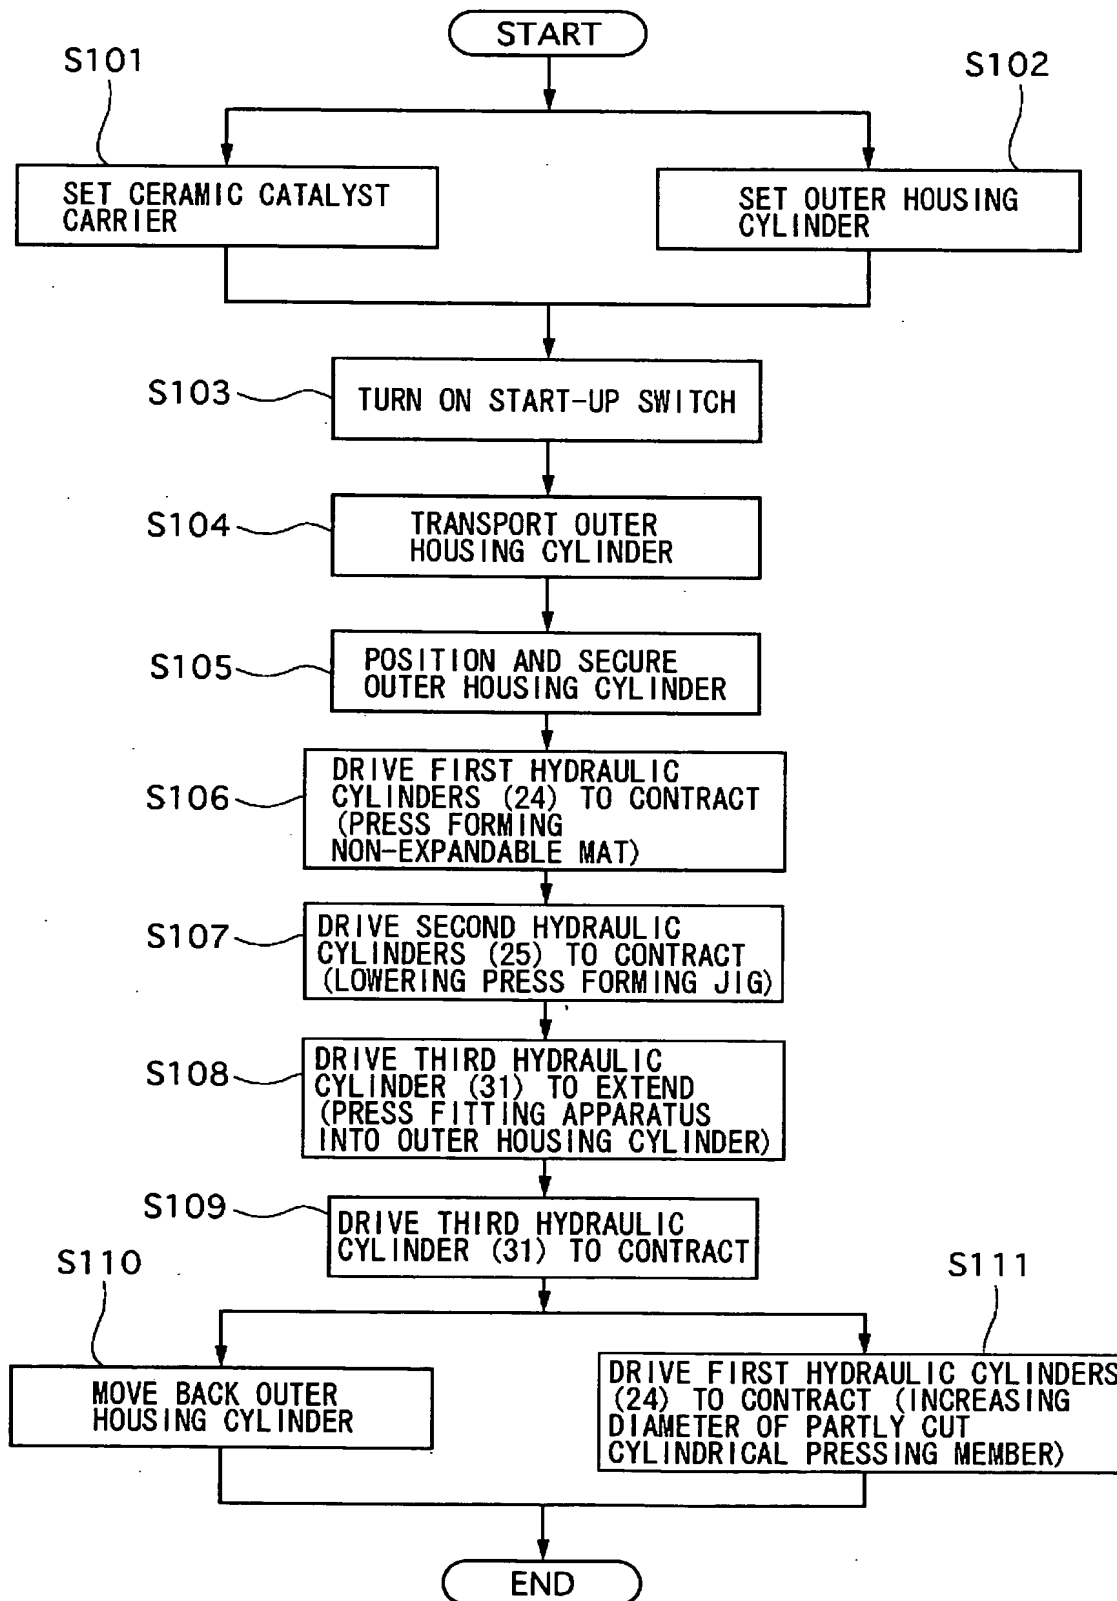 START
S101
S102
SET CERAMIC CATALYST
CARRIER
SET OUTER HOUSING
CYLINDER
S103
TURN ON START-UP SWITCH
S104
TRANSPORT OUTER
HOUSING CYLINDER
S105
POSITION AND SECURE
OUTER HOUSING CYLINDER
S106
DRIVE FIRST HYDRAULIC
CYLINDERS (24) TO CONTRACT
(PRESS FORMING
NON-EXPANDABLE MAT)
S107
DRIVE SECOND HYDRAULIC
CYLINDERS (25) TO CONTRACT
(LOWERING PRESS FORMING JIG)
S108
DRIVE THIRD HYDRAULIC
CYLINDER (31) TO EXTEND
(PRESS FITTING APPARATUS
INTO OUTER HOUSING CYLINDER)
S109
DRIVE THIRD HYDRAULIC
CYLINDER (31) TO CONTRACT
S110
S111
MOVE BACK OUTER
HOUSING CYLINDER
DRIVE FIRST HYDRAULIC CYLINDERS
(24) TO CONTRACT (INCREASING
DIAMETER OF PARTLY CUT
CYLINDRICAL PRESSING MEMBER)
END